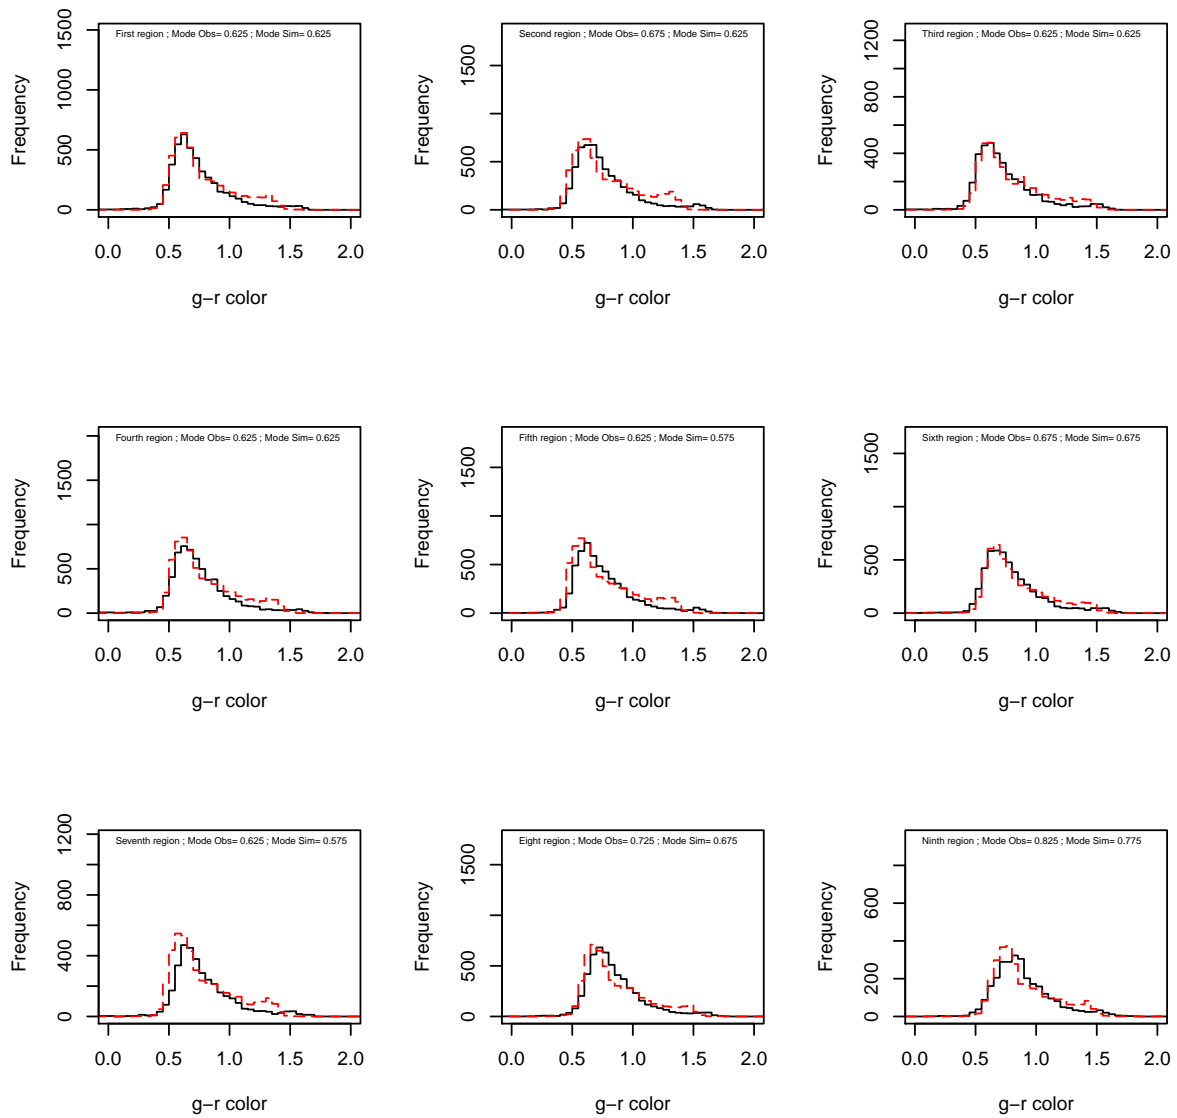 First region ; Mode Obs= 0.625 ; Mode Sim= 0.625
Frequency
0 500 1000 1500
0.0 0.5 1.0 1.5 2.0
g−r color
Second region ; Mode Obs= 0.675 ; Mode Sim= 0.625
Frequency
0 500 1500
0.0 0.5 1.0 1.5 2.0
g−r color
Third region ; Mode Obs= 0.625 ; Mode Sim= 0.625
Frequency
0 400 800 1200
0.0 0.5 1.0 1.5 2.0
g−r color
Fourth region ; Mode Obs= 0.625 ; Mode Sim= 0.625
Frequency
0 500 1500
0.0 0.5 1.0 1.5 2.0
g−r color
Fifth region ; Mode Obs= 0.625 ; Mode Sim= 0.575
Frequency
0 500 1500
0.0 0.5 1.0 1.5 2.0
g−r color
Sixth region ; Mode Obs= 0.675 ; Mode Sim= 0.675
Frequency
0 500 1500
0.0 0.5 1.0 1.5 2.0
g−r color
Seventh region ; Mode Obs= 0.625 ; Mode Sim= 0.575
Frequency
0 400 800 1200
0.0 0.5 1.0 1.5 2.0
g−r color
Eight region ; Mode Obs= 0.725 ; Mode Sim= 0.675
Frequency
0 500 1500
0.0 0.5 1.0 1.5 2.0
g−r color
Ninth region ; Mode Obs= 0.825 ; Mode Sim= 0.775
Frequency
0 200 600
0.0 0.5 1.0 1.5 2.0
g−r color